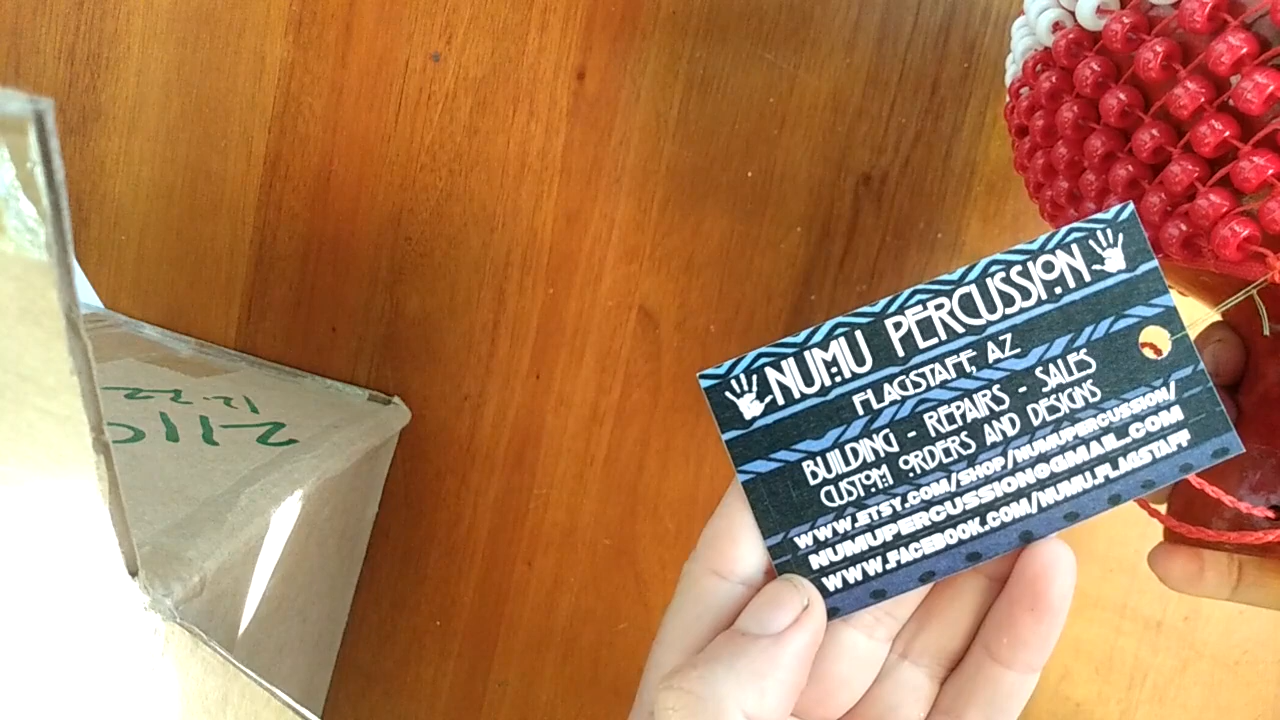 NUMU PERCUSSION
FLAGSTAFF, AZ
BUILDING - REPAIRS - SALES
CUSTOM ORDERS AND DESIGNS
WWW.ETSY.COM/SHOP/NUMUPERCUSSION/
NUMUPERCUSSION@GMAIL.COM
WWW.FACEBOOK.COM/NUMU.FLAGSTAFF